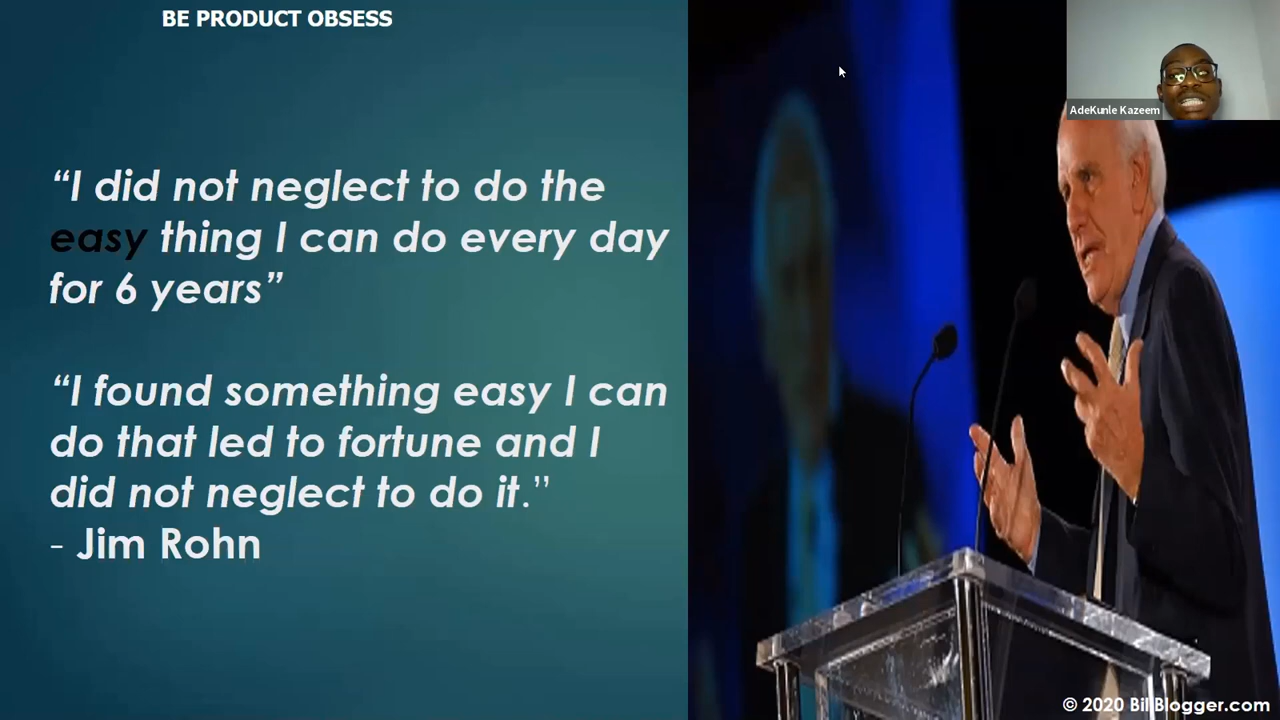 BE PRODUCT OBSESS
AdeKunle Kazeem
“I did not neglect to do the
easy thing I can do every day
for 6 years”
“I found something easy I can
do that led to fortune and I
did not neglect to do it.”
- Jim Rohn
© 2020 BilBlogger.com